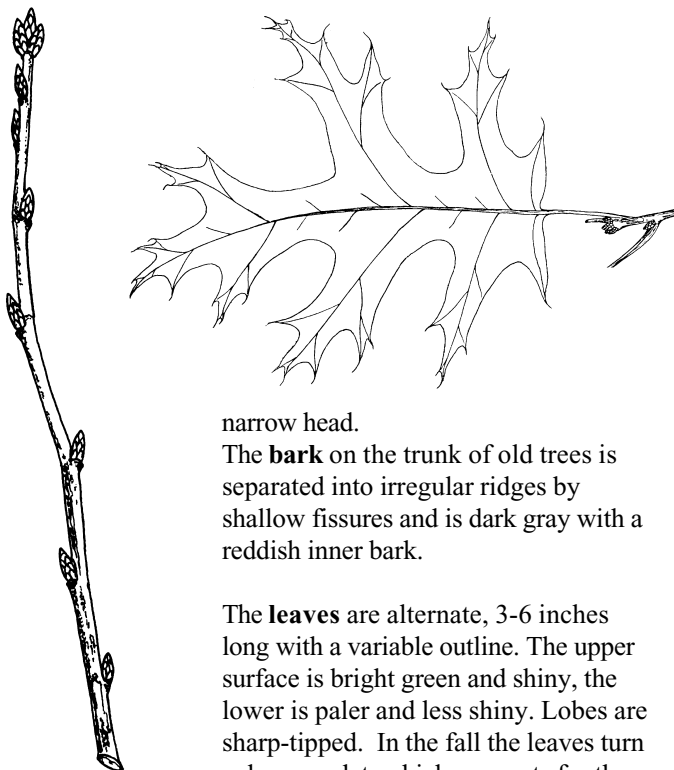 narrow head.
The bark on the trunk of old trees is
separated into irregular ridges by
shallow fissures and is dark gray with a
reddish inner bark.
The leaves are alternate, 3-6 inches
long with a variable outline. The upper
surface is bright green and shiny, the
lower is paler and less shiny. Lobes are
sharp-tipped. In the fall the leaves turn